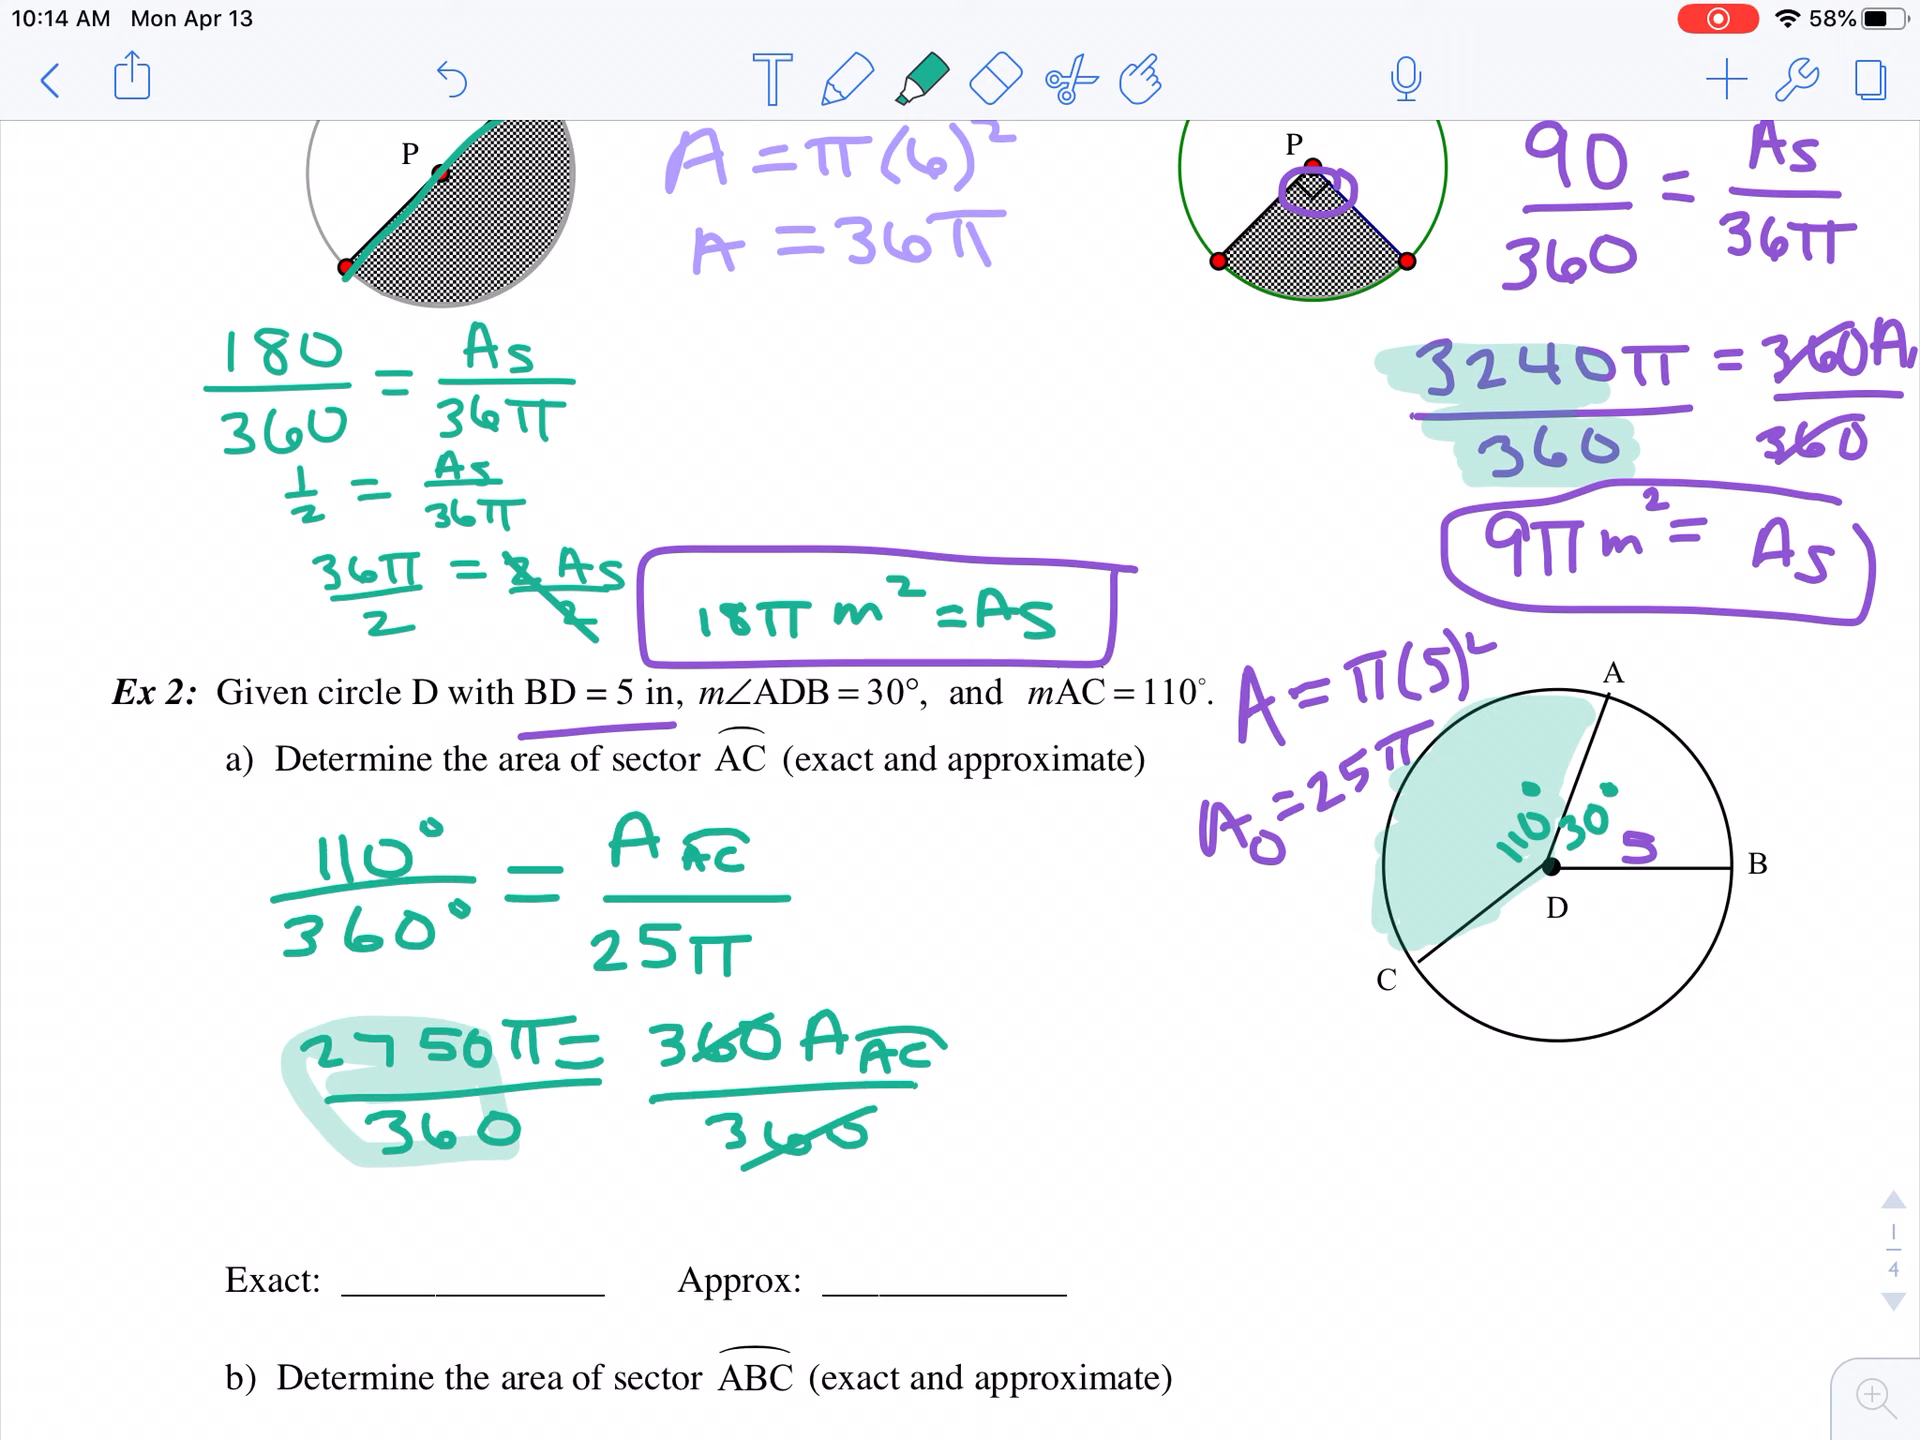 10:14 AM Mon Apr 13
58%
P
A = π(6)²
A = 36π
P
90/360 = As/36π
180/360 = As/36π
3240π/360 = 360A/360
1/2 = As/36π
9π m² = As
36π/2 = 2As/2
18π m² = As
Ex 2: Given circle D with BD = 5 in, m∠ADB = 30°, and mAC = 110°.
A = π(5)²
A
a) Determine the area of sector AC (exact and approximate)
A○ = 25π
110° 30° 5
B
D
C
110°/360° = A AC/25π
2750π/360 = 360 A AC/360
1
4
Exact: ____________ Approx: ____________
b) Determine the area of sector ABC (exact and approximate)